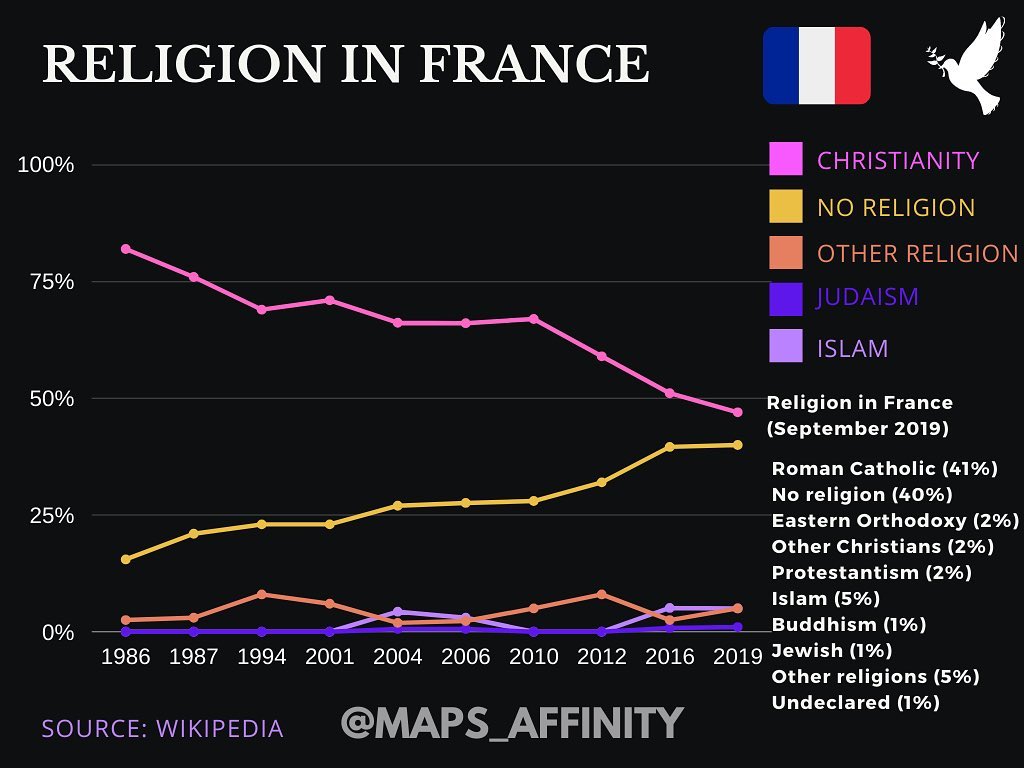 RELIGION IN FRANCE
CHRISTIANITY
NO RELIGION
OTHER RELIGION
JUDAISM
ISLAM
100%
75%
50%
25%
0%
1986 1987 1994 2001 2004 2006 2010 2012 2016 2019
Religion in France
(September 2019)
Roman Catholic (41%)
No religion (40%)
Eastern Orthodoxy (2%)
Other Christians (2%)
Protestantism (2%)
Islam (5%)
Buddhism (1%)
Jewish (1%)
Other religions (5%)
Undeclared (1%)
SOURCE: WIKIPEDIA
@MAPS_AFFINITY